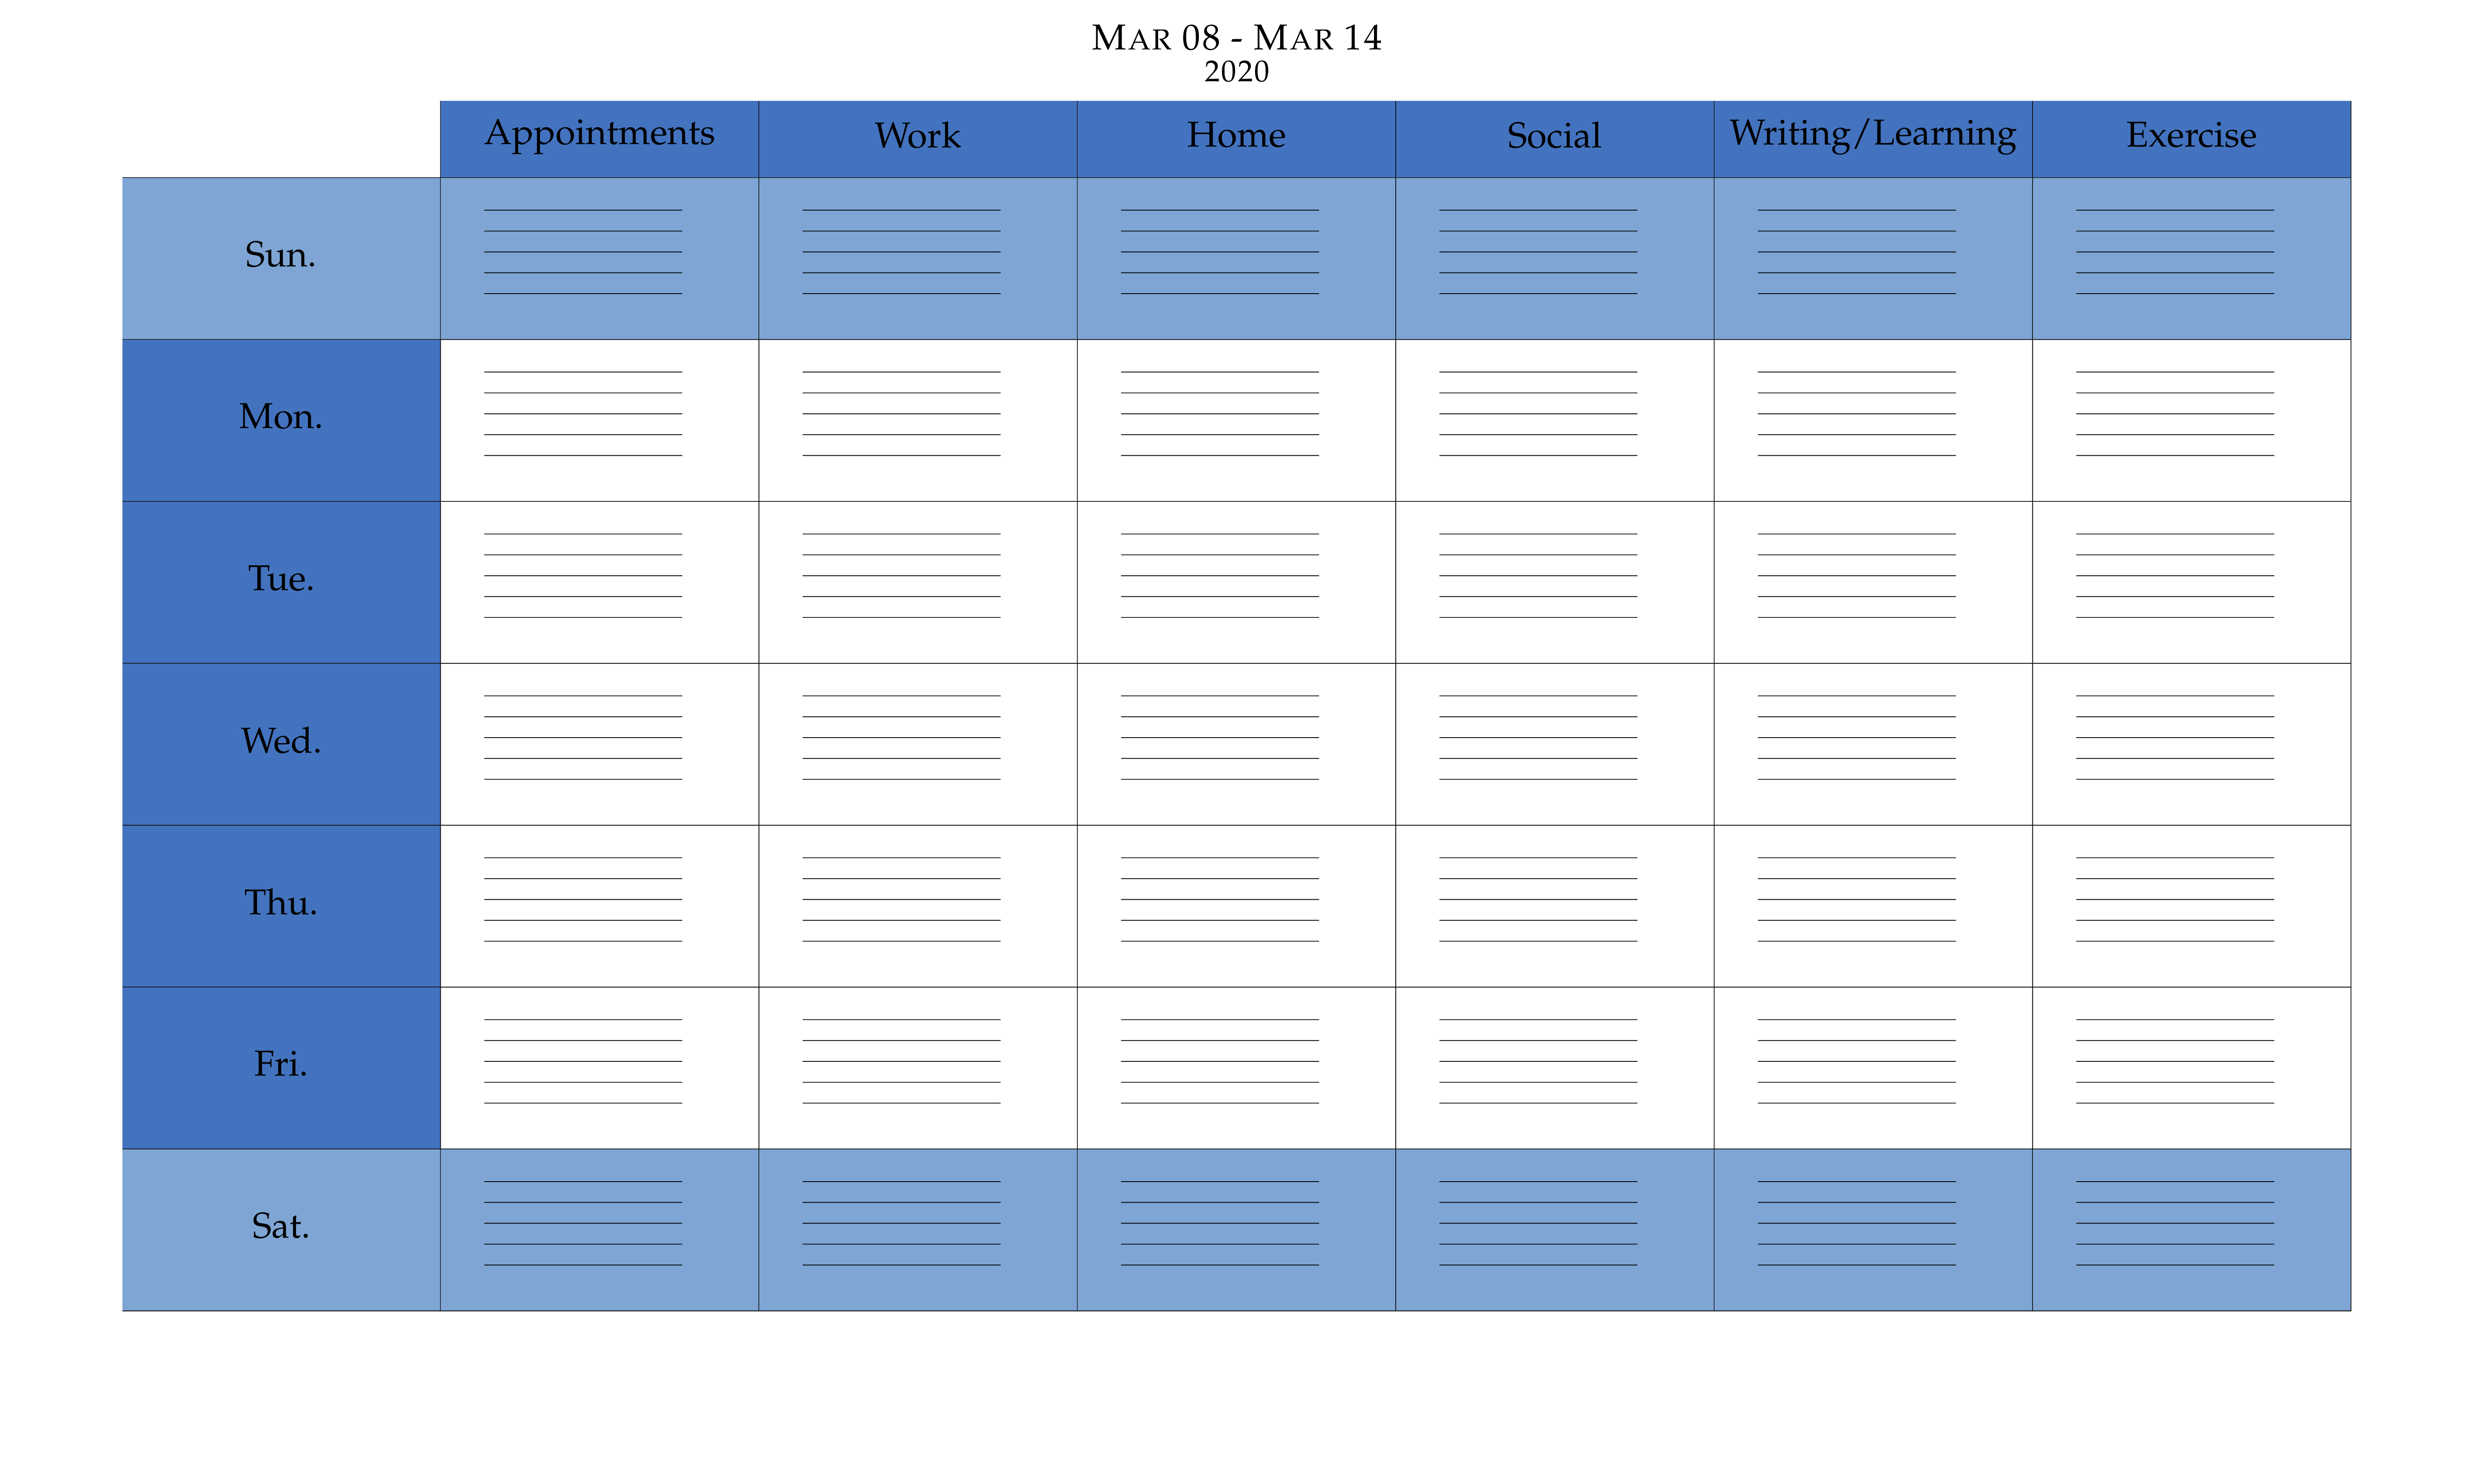 Mar 08 - Mar 14
2020
Appointments Work Home Social Writing/Learning Exercise
Sun.
Mon.
Tue.
Wed.
Thu.
Fri.
Sat.